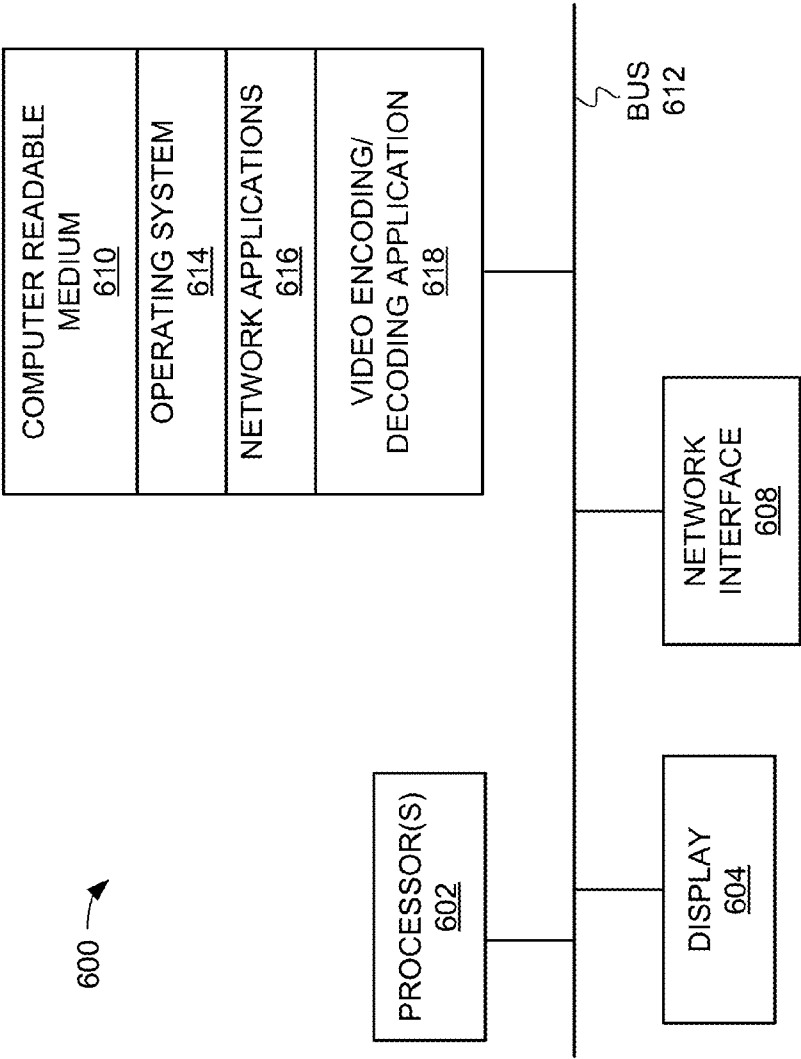 600
PROCESSOR(S)
602
COMPUTER READABLE
MEDIUM
610
OPERATING SYSTEM
614
NETWORK APPLICATIONS
616
VIDEO ENCODING/
DECODING APPLICATION
618
BUS
612
DISPLAY
604
NETWORK
INTERFACE
608